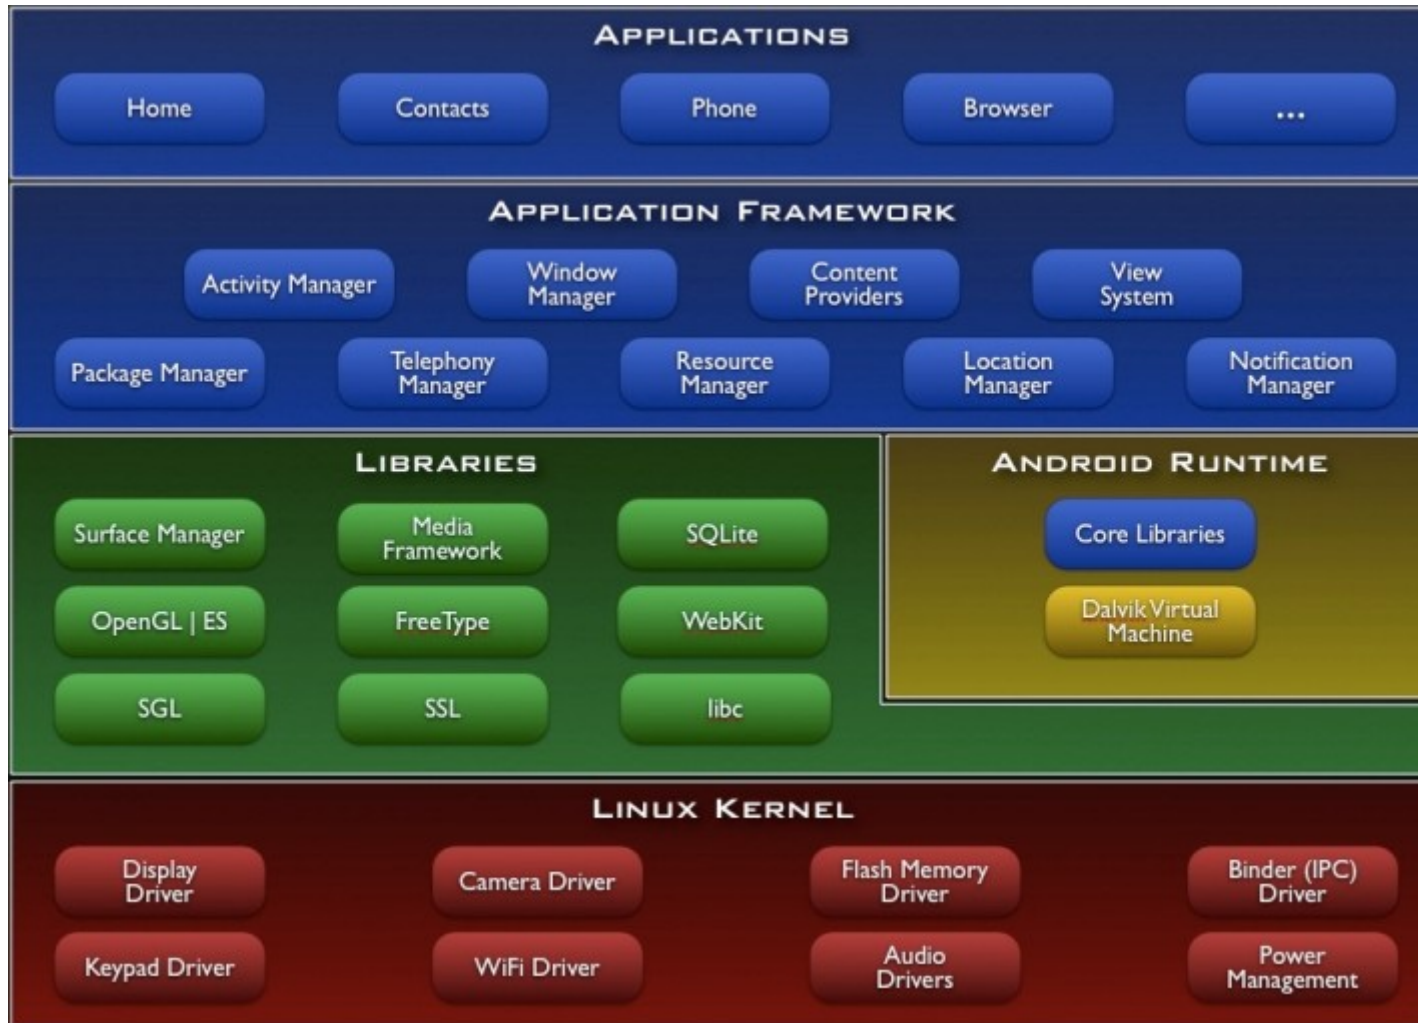 APPLICATIONS
Home
Contacts
Phone
Browser
...
APPLICATION FRAMEWORK
Activity Manager
Window
Manager
Content
Providers
View
System
Package Manager
Telephony
Manager
Resource
Manager
Location
Manager
Notification
Manager
LIBRARIES
Surface Manager
Media
Framework
SQLite
OpenGL | ES
FreeType
WebKit
SGL
SSL
libc
ANDROID RUNTIME
Core Libraries
Dalvik Virtual
Machine
LINUX KERNEL
Display
Driver
Camera Driver
Flash Memory
Driver
Binder (IPC)
Driver
Keypad Driver
WiFi Driver
Audio
Drivers
Power
Management